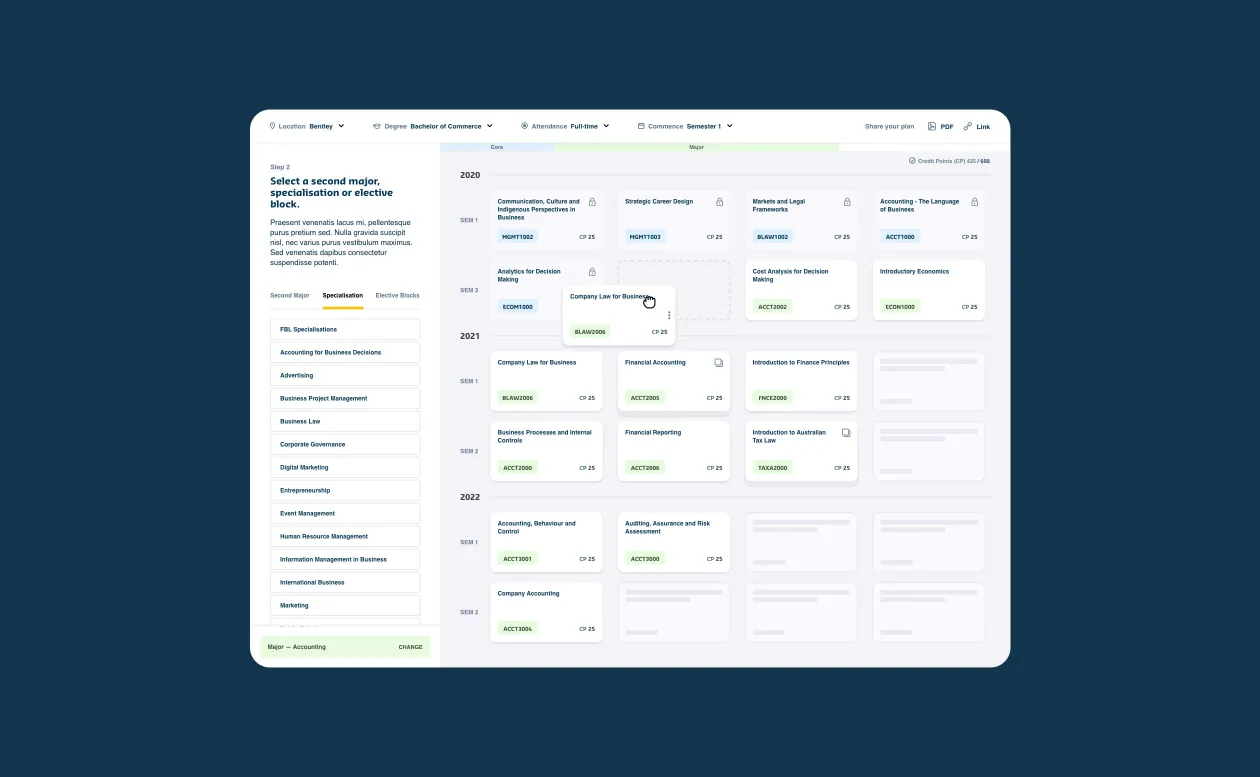 Location Bentley
Degree Bachelor of Commerce
Attendance Full-time
Commence Semester 1
Share your plan
PDF
Link
Step 2
Select a second major,
specialisation or elective
block.
Praesent venenatis lacus mi, pellentesque
purus pretium sed. Nulla gravida suscipit
nisl, nec varius purus vestibulum maximus.
Sed venenatis dapibus consectetur
suspendisse potenti.
Second Major
Specialisation
Elective Blocks
FBL Specialisations
Accounting for Business Decisions
Advertising
Business Project Management
Business Law
Corporate Governance
Digital Marketing
Entrepreneurship
Event Management
Human Resource Management
Information Management in Business
International Business
Marketing
Major — Accounting
CHANGE
Core
Major
Credit Points (CP) 425 / 600
2020
SEM 1
Communication, Culture and
Indigenous Perspectives in
Business
MGMT1002
CP 25
Strategic Career Design
MGMT1003
CP 25
Markets and Legal
Frameworks
BLAW1002
CP 25
Accounting - The Language
of Business
ACCT1000
CP 25
SEM 2
Analytics for Decision
Making
ECOM1000
Company Law for Business
BLAW2006
CP 25
Cost Analysis for Decision
Making
ACCT2002
CP 25
Introductory Economics
ECON1000
CP 25
2021
SEM 1
Company Law for Business
BLAW2006
CP 25
Financial Accounting
ACCT2005
CP 25
Introduction to Finance Principles
FNCE2000
CP 25
SEM 2
Business Processes and Internal
Controls
ACCT2000
CP 25
Financial Reporting
ACCT2006
CP 25
Introduction to Australian
Tax Law
TAXA2000
CP 25
2022
SEM 1
Accounting, Behaviour and
Control
ACCT3001
CP 25
Auditing, Assurance and Risk
Assessment
ACCT3000
CP 25
SEM 2
Company Accounting
ACCT3004
CP 25